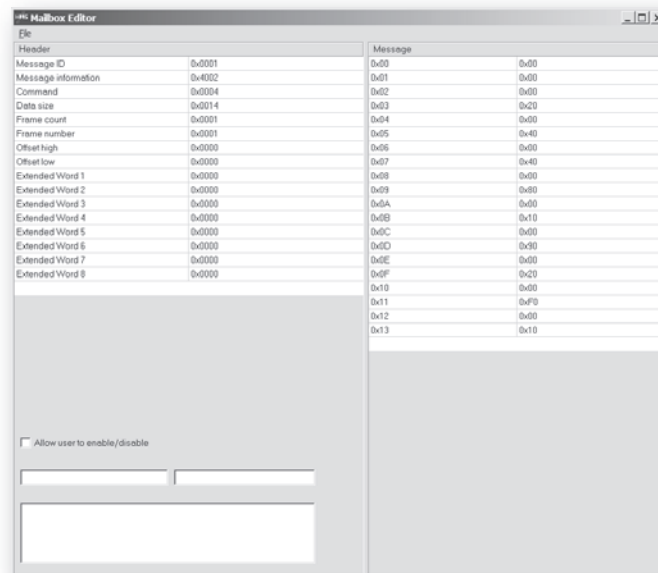 Mailbox Editor
File
Header
Message ID 0x0001
Message information 0x4002
Command 0x0004
Data size 0x0014
Frame count 0x0001
Frame number 0x0001
Offset high 0x0000
Offset low 0x0000
Extended Word 1 0x0000
Extended Word 2 0x0000
Extended Word 3 0x0000
Extended Word 4 0x0000
Extended Word 5 0x0000
Extended Word 6 0x0000
Extended Word 7 0x0000
Extended Word 8 0x0000
Allow user to enable/disable
Message
0x00 0x00
0x01 0x00
0x02 0x00
0x03 0x20
0x04 0x00
0x05 0x40
0x06 0x00
0x07 0x40
0x08 0x00
0x09 0x80
0x0A 0x00
0x0B 0x10
0x0C 0x00
0x0D 0x90
0x0E 0x00
0x0F 0x20
0x10 0x00
0x11 0xF0
0x12 0x00
0x13 0x10